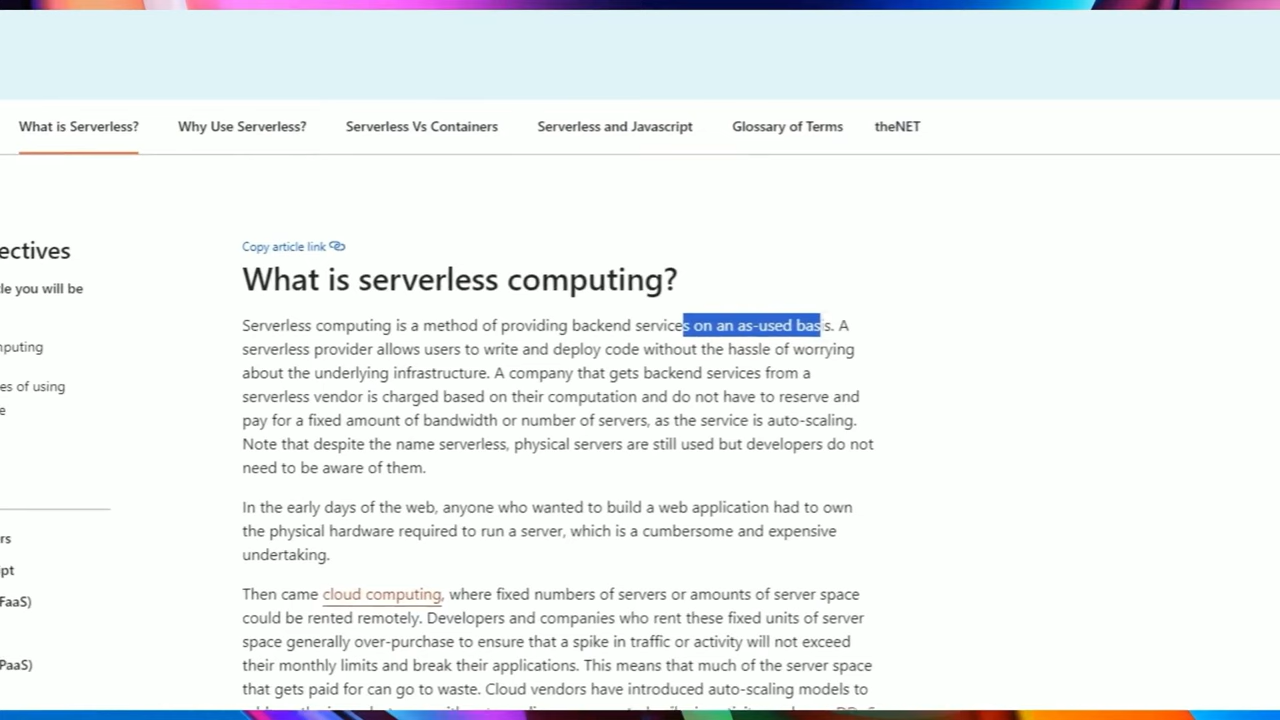 What is Serverless? Why Use Serverless? Serverless Vs Containers Serverless and Javascript Glossary of Terms theNET
ectives
le you will be
mputing
es of using
e
rs
ipt
FaaS)
PaaS)
Copy article link
What is serverless computing?
Serverless computing is a method of providing backend services on an as-used basis. A
serverless provider allows users to write and deploy code without the hassle of worrying
about the underlying infrastructure. A company that gets backend services from a
serverless vendor is charged based on their computation and do not have to reserve and
pay for a fixed amount of bandwidth or number of servers, as the service is auto-scaling.
Note that despite the name serverless, physical servers are still used but developers do not
need to be aware of them.
In the early days of the web, anyone who wanted to build a web application had to own
the physical hardware required to run a server, which is a cumbersome and expensive
undertaking.
Then came cloud computing, where fixed numbers of servers or amounts of server space
could be rented remotely. Developers and companies who rent these fixed units of server
space generally over-purchase to ensure that a spike in traffic or activity will not exceed
their monthly limits and break their applications. This means that much of the server space
that gets paid for can go to waste. Cloud vendors have introduced auto-scaling models to